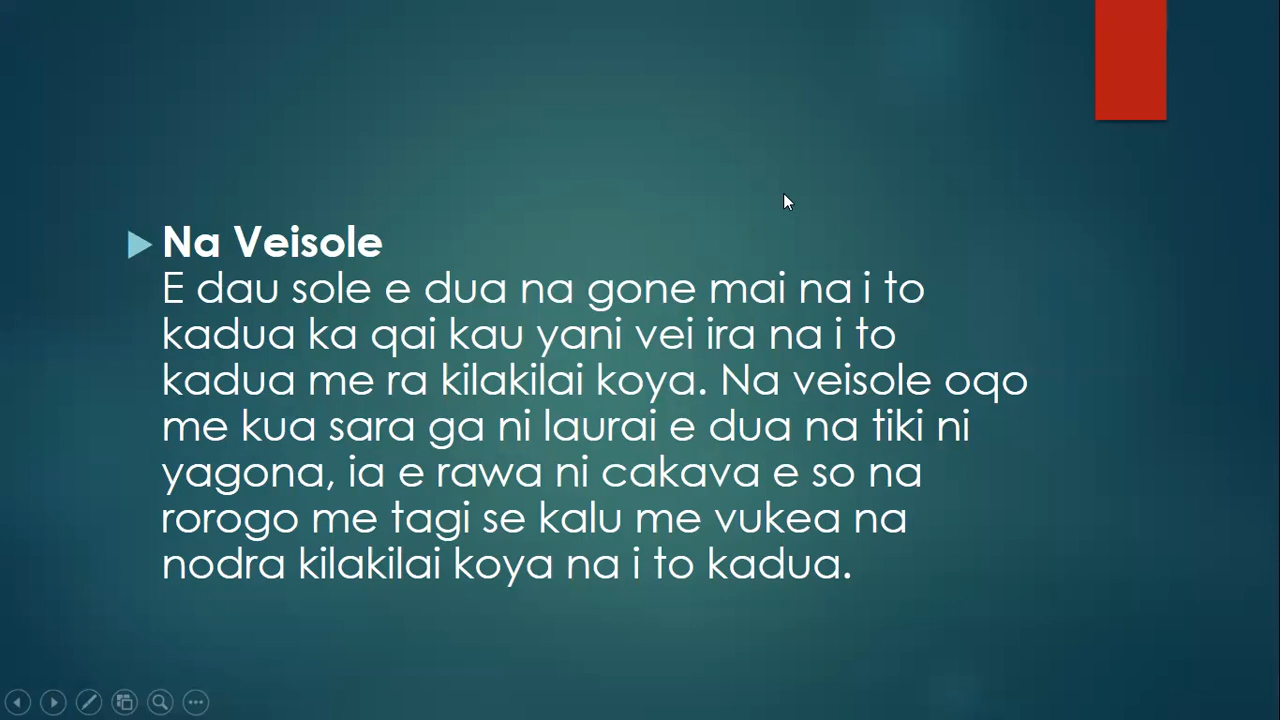 Na Veisole
E dau sole e dua na gone mai na i to
kadua ka qai kau yani vei ira na i to
kadua me ra kilakilai koya. Na veisole oqo
me kua sara ga ni laurai e dua na tiki ni
yagona, ia e rawa ni cakava e so na
rorogo me tagi se kalu me vukea na
nodra kilakilai koya na i to kadua.